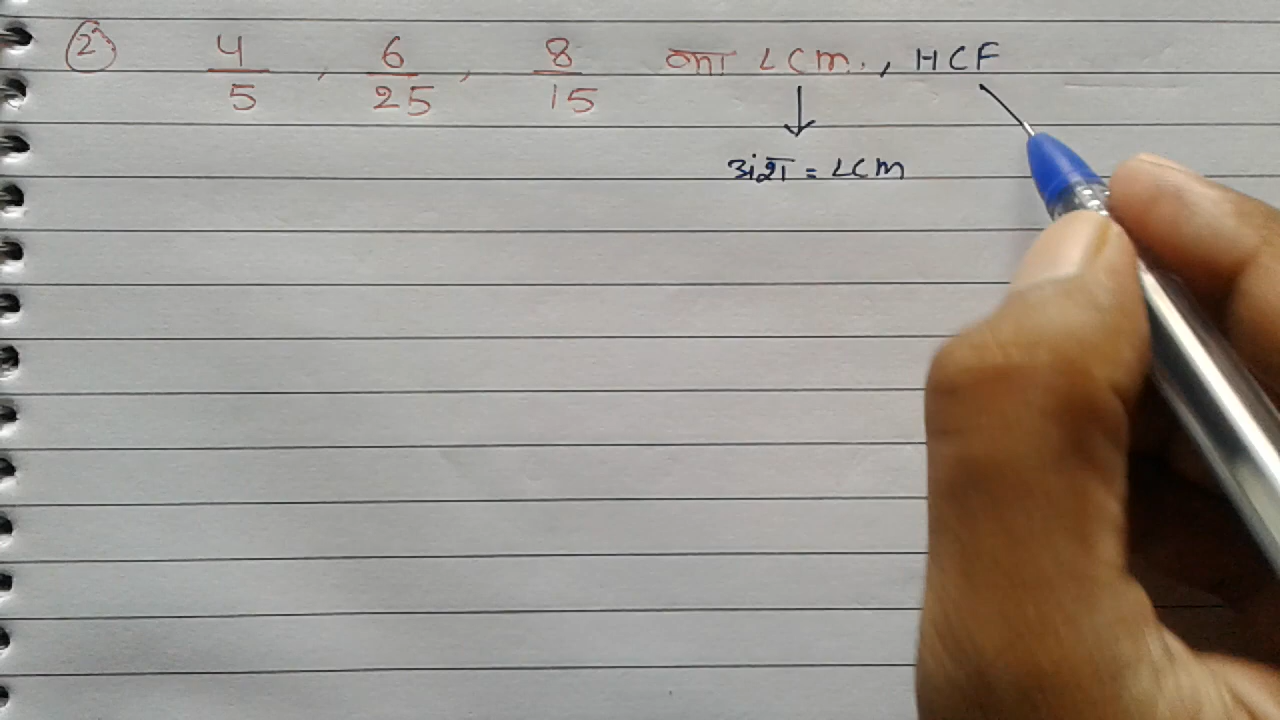 ② 4/5 , 6/25 , 8/15 का LCM. , HCF
अंश = LCM